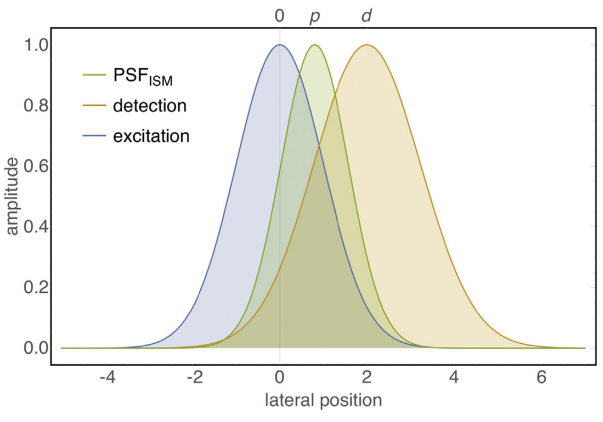 0 p d
1.0
0.8
0.6
0.4
0.2
0.0
amplitude
PSF_ISM
detection
excitation
-4 -2 0 2 4 6
lateral position